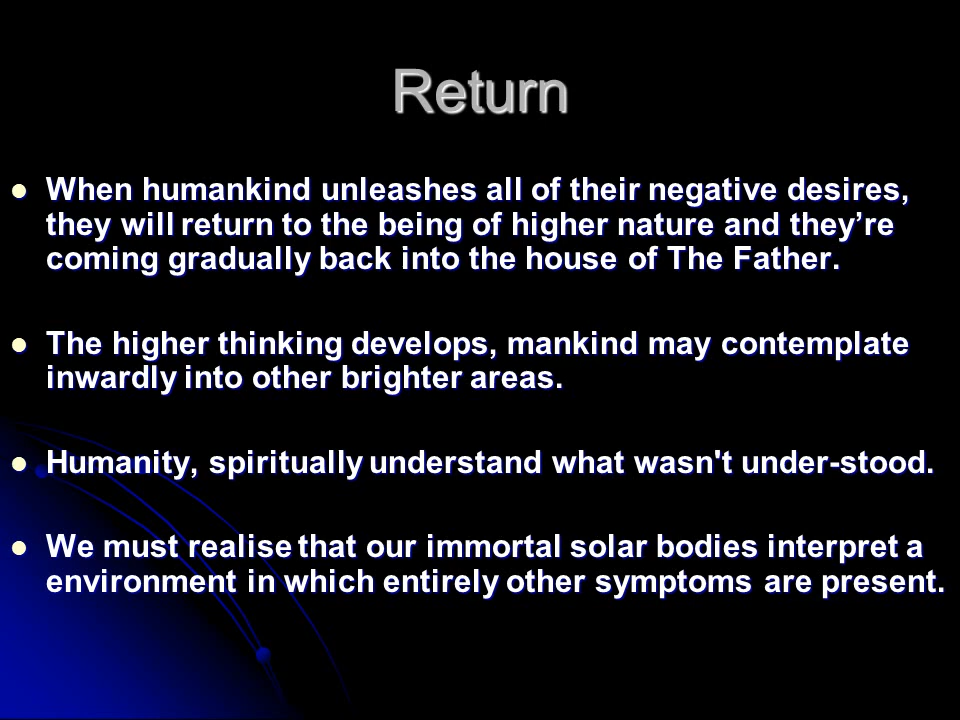 Return
When humankind unleashes all of their negative desires,
they will return to the being of higher nature and they’re
coming gradually back into the house of The Father.
The higher thinking develops, mankind may contemplate
inwardly into other brighter areas.
Humanity, spiritually understand what wasn't under-stood.
We must realise that our immortal solar bodies interpret a
environment in which entirely other symptoms are present.